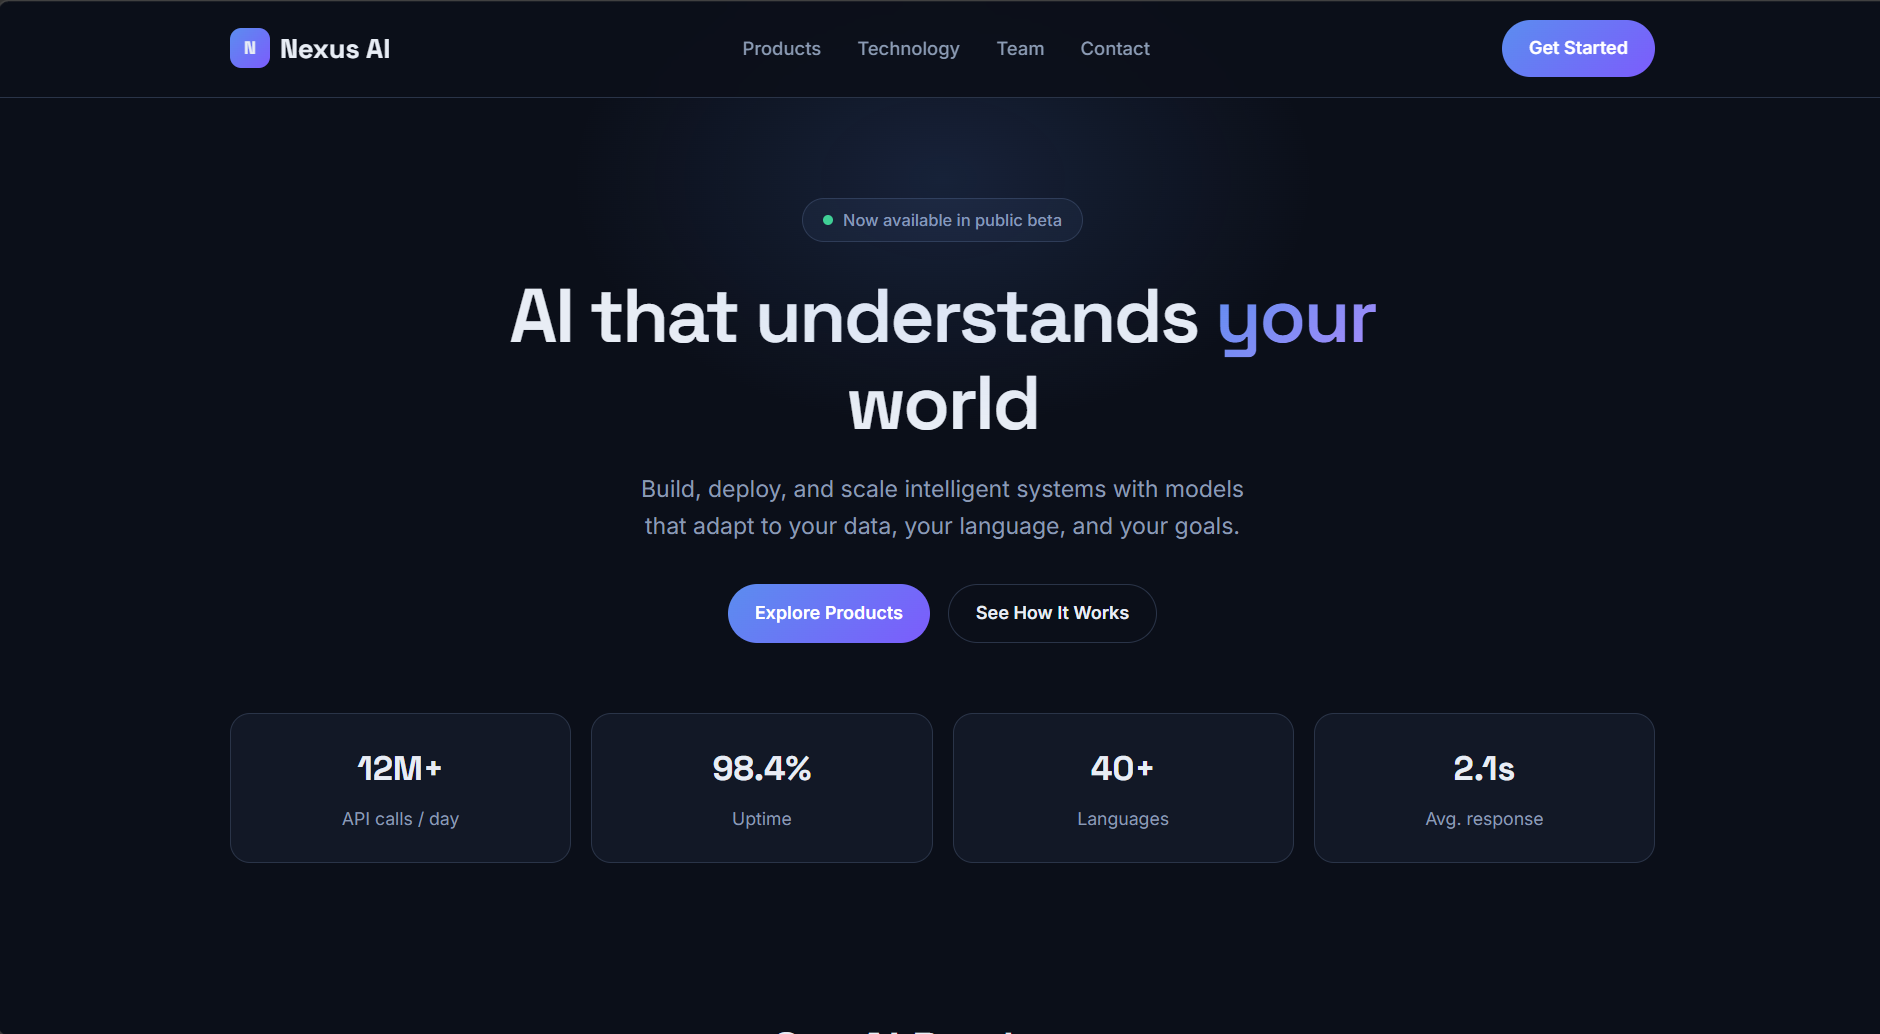 N Nexus AI
Products Technology Team Contact
Get Started
Now available in public beta
AI that understands your
world
Build, deploy, and scale intelligent systems with models
that adapt to your data, your language, and your goals.
Explore Products
See How It Works
12M+
API calls / day
98.4%
Uptime
40+
Languages
2.1s
Avg. response